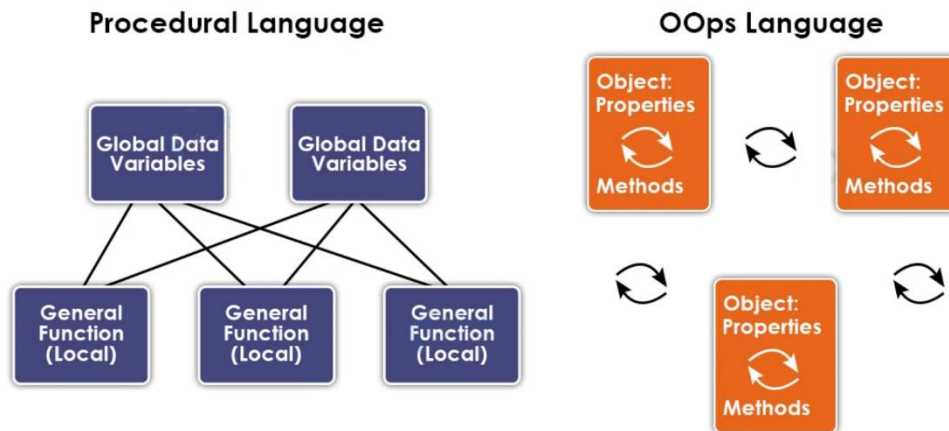 Procedural Language
Global Data
Variables
Global Data
Variables
General
Function
(Local)
General
Function
(Local)
General
Function
(Local)
OOps Language
Object:
Properties
Methods
Object:
Properties
Methods
Object:
Properties
Methods